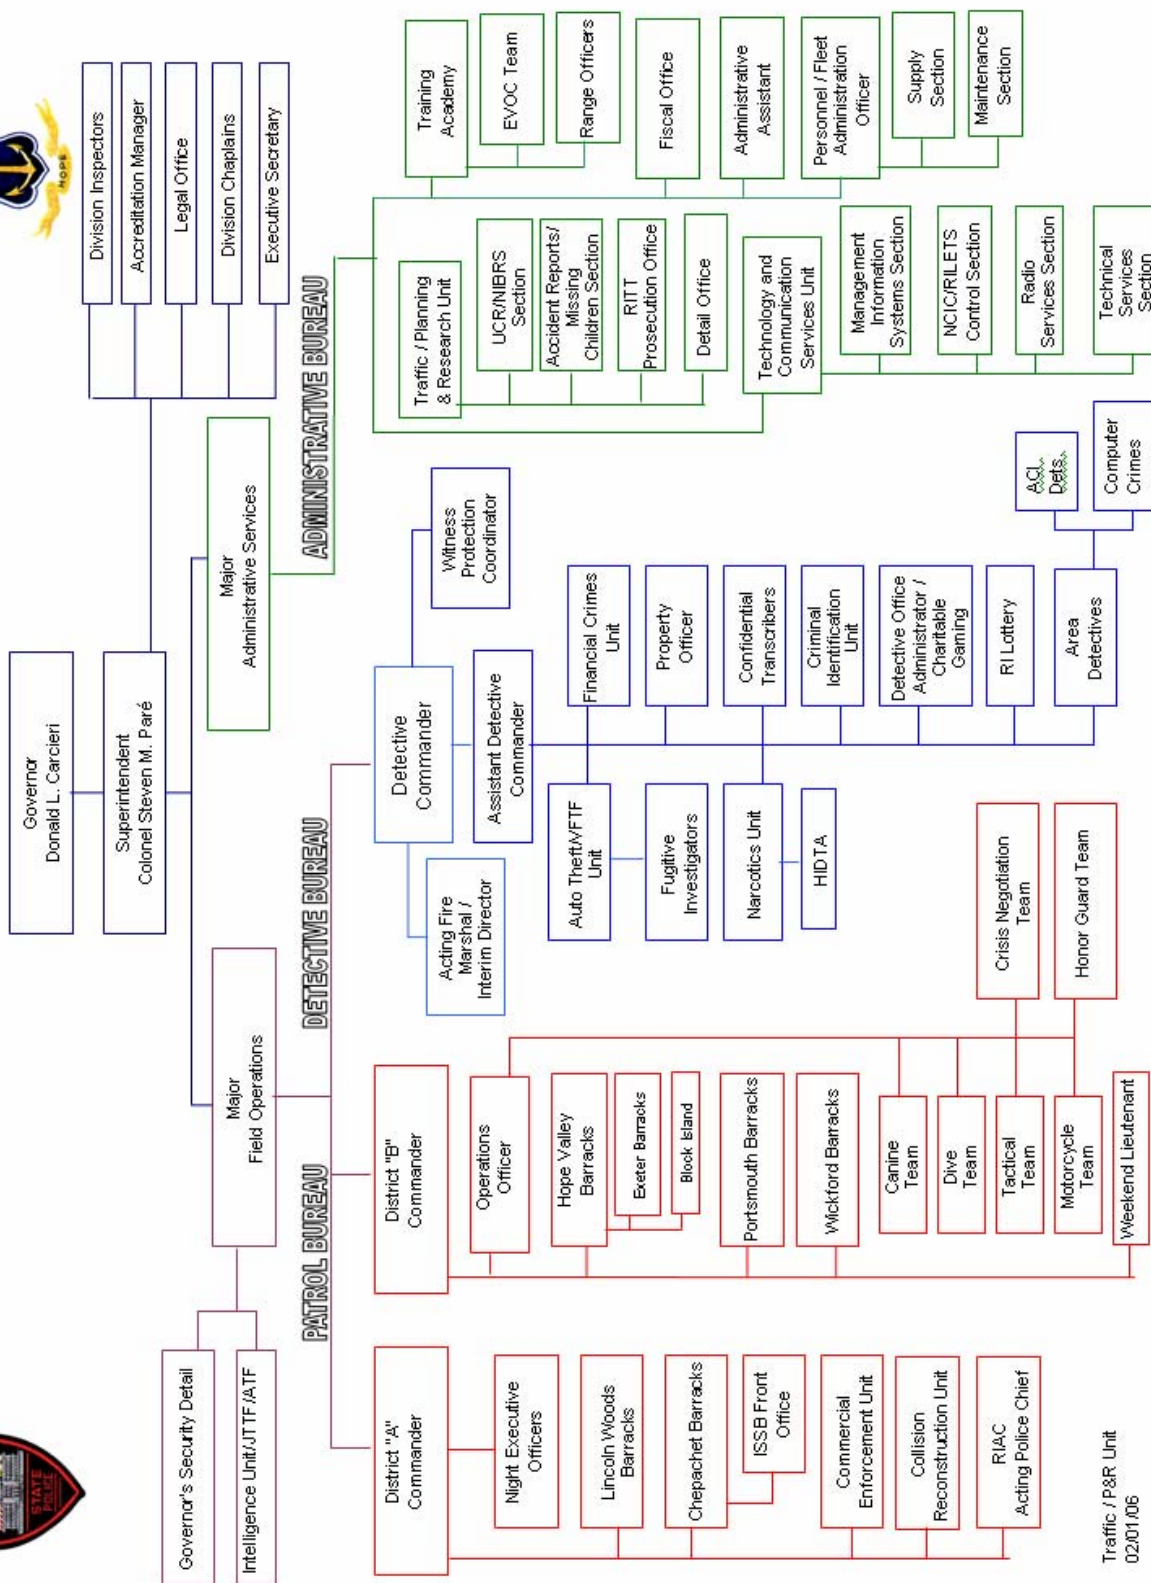 STATE
POLICE
HOPE
Governor
Donald L. Carcieri
Superintendent
Colonel Steven M. Paré
Division Inspectors
Accreditation Manager
Legal Office
Division Chaplains
Executive Secretary
Governor's Security Detail
Intelligence Unit/JTTF/ATF
Major
Field Operations
Major
Administrative Services
PATROL BUREAU
DETECTIVE BUREAU
ADMINISTRATIVE BUREAU
District "A"
Commander
Night Executive
Officers
Lincoln Woods
Barracks
Chepachet Barracks
ISSB Front
Office
Commercial
Enforcement Unit
Collision
Reconstruction Unit
RIAC
Acting Police Chief
District "B"
Commander
Operations
Officer
Hope Valley
Barracks
Exeter Barracks
Block Island
Portsmouth Barracks
Wickford Barracks
Canine
Team
Dive
Team
Tactical
Team
Motorcycle
Team
Weekend Lieutenant
Crisis Negotiation
Team
Honor Guard Team
Detective
Commander
Acting Fire
Marshal /
Interim Director
Witness
Protection
Coordinator
Assistant Detective
Commander
Auto Theft/VFTF
Unit
Fugitive
Investigators
Narcotics Unit
HIDTA
Financial Crimes
Unit
Property
Officer
Confidential
Transcribers
Criminal
Identification
Unit
Detective Office
Administrator /
Charitable
Gaming
RI Lottery
Area
Detectives
ACI
Dets.
Computer
Crimes
Traffic / Planning
& Research Unit
UCR/NIBRS
Section
Accident Reports/
Missing
Children Section
RITT
Prosecution Office
Detail Office
Technology and
Communication
Services Unit
Management
Information
Systems Section
NCIC/RILETS
Control Section
Radio
Services Section
Technical
Services
Section
Training
Academy
EVOC Team
Range Officers
Fiscal Office
Administrative
Assistant
Personnel / Fleet
Administration
Officer
Supply
Section
Maintenance
Section
Traffic / P&R Unit
02/01/06